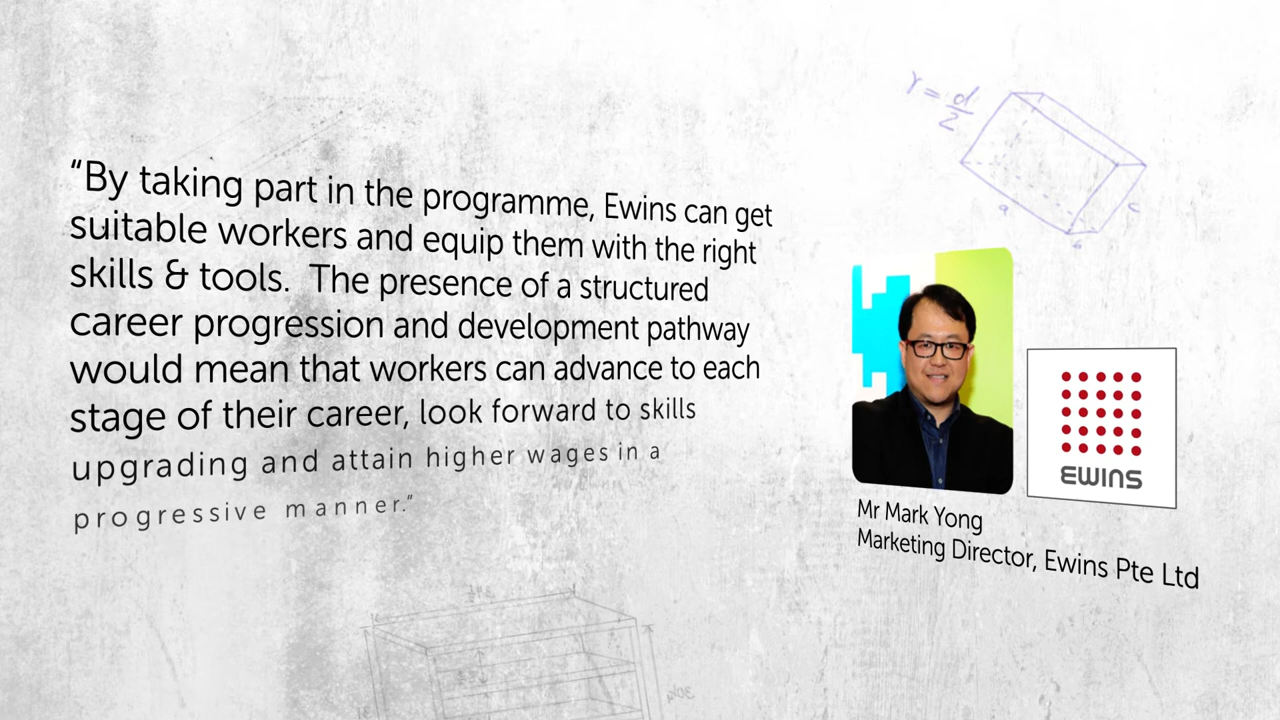 “By taking part in the programme, Ewins can get
suitable workers and equip them with the right
skills & tools. The presence of a structured
career progression and development pathway
would mean that workers can advance to each
stage of their career, look forward to skills
upgrading and attain higher wages in a
progressive manner.”
r = d/2
a
b
c
EWINS
Mr Mark Yong
Marketing Director, Ewins Pte Ltd